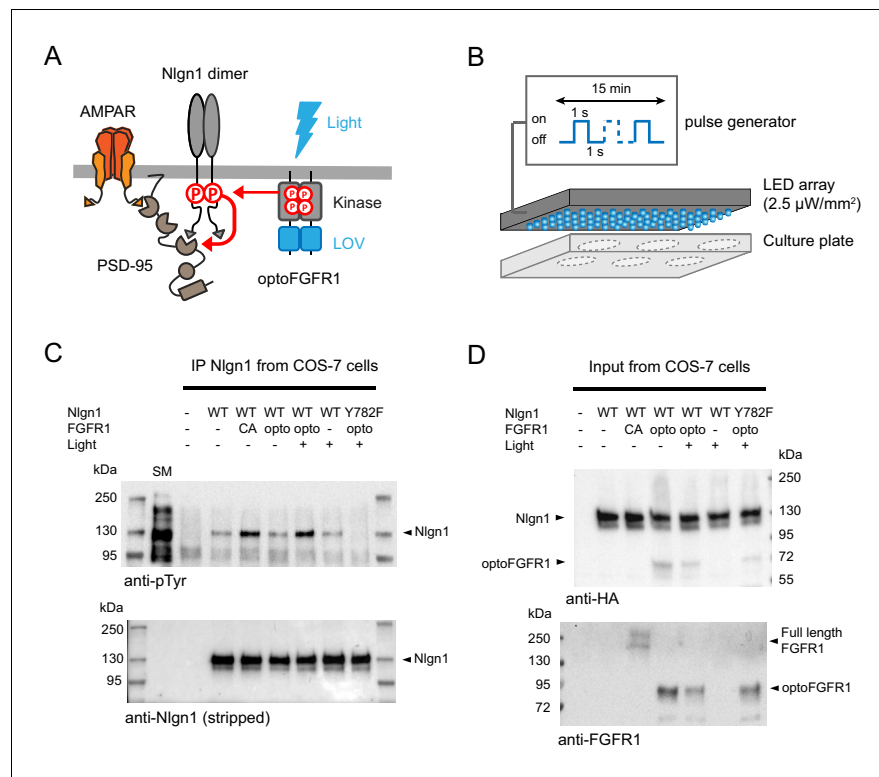 A
Nlgn1 dimer
AMPAR
Light
P P
P P
P P
Kinase
LOV
PSD-95
optoFGFR1
B
15 min
on
off
1 s
1 s
pulse generator
LED array
(2.5 µW/mm²)
Culture plate
C
IP Nlgn1 from COS-7 cells
Nlgn1 - WT WT WT WT WT Y782F
FGFR1 - - CA opto opto - opto
Light - - - - + + +
kDa
SM
250
130
95
Nlgn1
anti-pTyr
kDa
250
130
95
Nlgn1
anti-Nlgn1 (stripped)
D
Input from COS-7 cells
Nlgn1 - WT WT WT WT WT Y782F
FGFR1 - - CA opto opto - opto
Light - - - - + + +
kDa
250
130
95
72
55
Nlgn1
optoFGFR1
anti-HA
kDa
250
130
95
72
Full length
FGFR1
optoFGFR1
anti-FGFR1